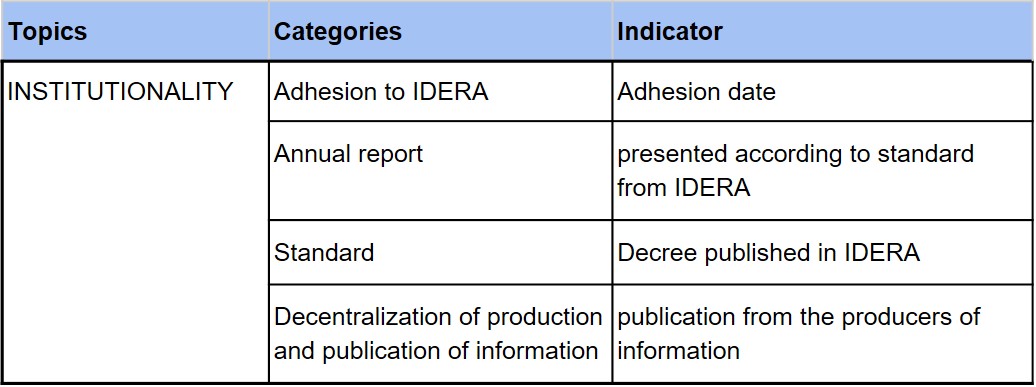 Topics Categories Indicator
INSTITUTIONALITY Adhesion to IDERA Adhesion date
Annual report presented according to standard
from IDERA
Standard Decree published in IDERA
Decentralization of production publication from the producers of
and publication of information information